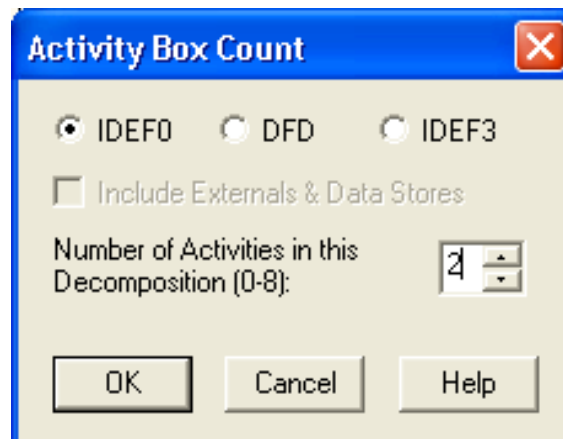 Activity Box Count
IDEF0 DFD IDEF3
Include Externals & Data Stores
Number of Activities in this
Decomposition (0-8):
2
OK Cancel Help